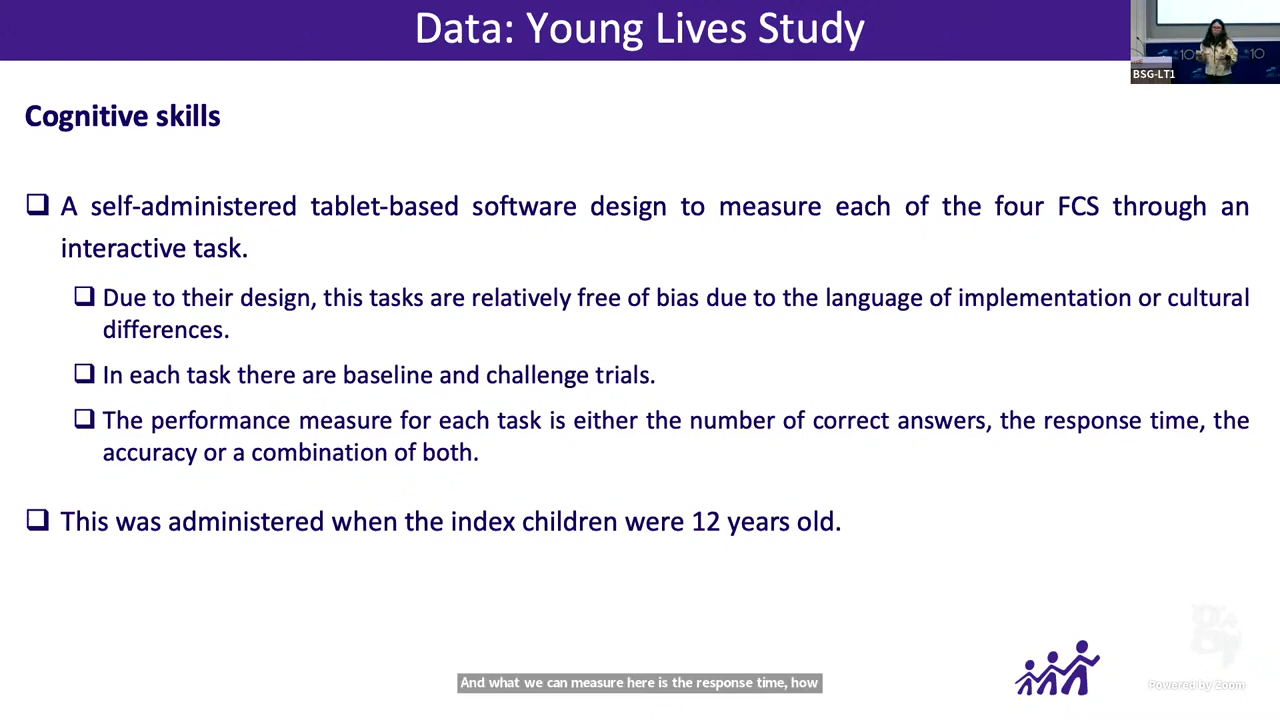 Data: Young Lives Study
10
10
BSG-LT1
Cognitive skills
A self-administered tablet-based software design to measure each of the four FCS through an
interactive task.
Due to their design, this tasks are relatively free of bias due to the language of implementation or cultural
differences.
In each task there are baseline and challenge trials.
The performance measure for each task is either the number of correct answers, the response time, the
accuracy or a combination of both.
This was administered when the index children were 12 years old.
And what we can measure here is the response time, how
Powered by Zoom